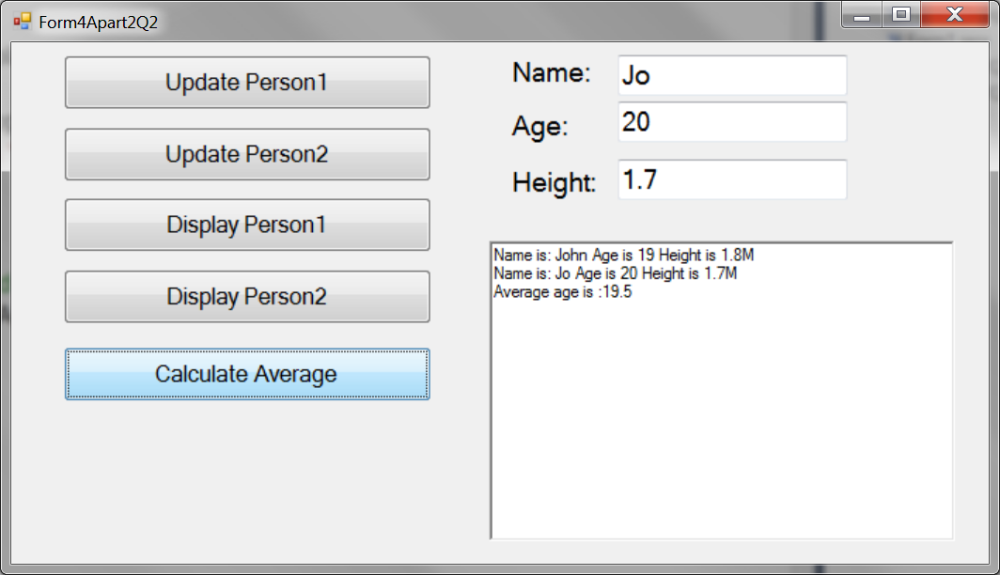 Form4Apart2Q2
Update Person1
Update Person2
Display Person1
Display Person2
Calculate Average
Name: Jo
Age: 20
Height: 1.7
Name is: John Age is 19 Height is 1.8M
Name is: Jo Age is 20 Height is 1.7M
Average age is :19.5